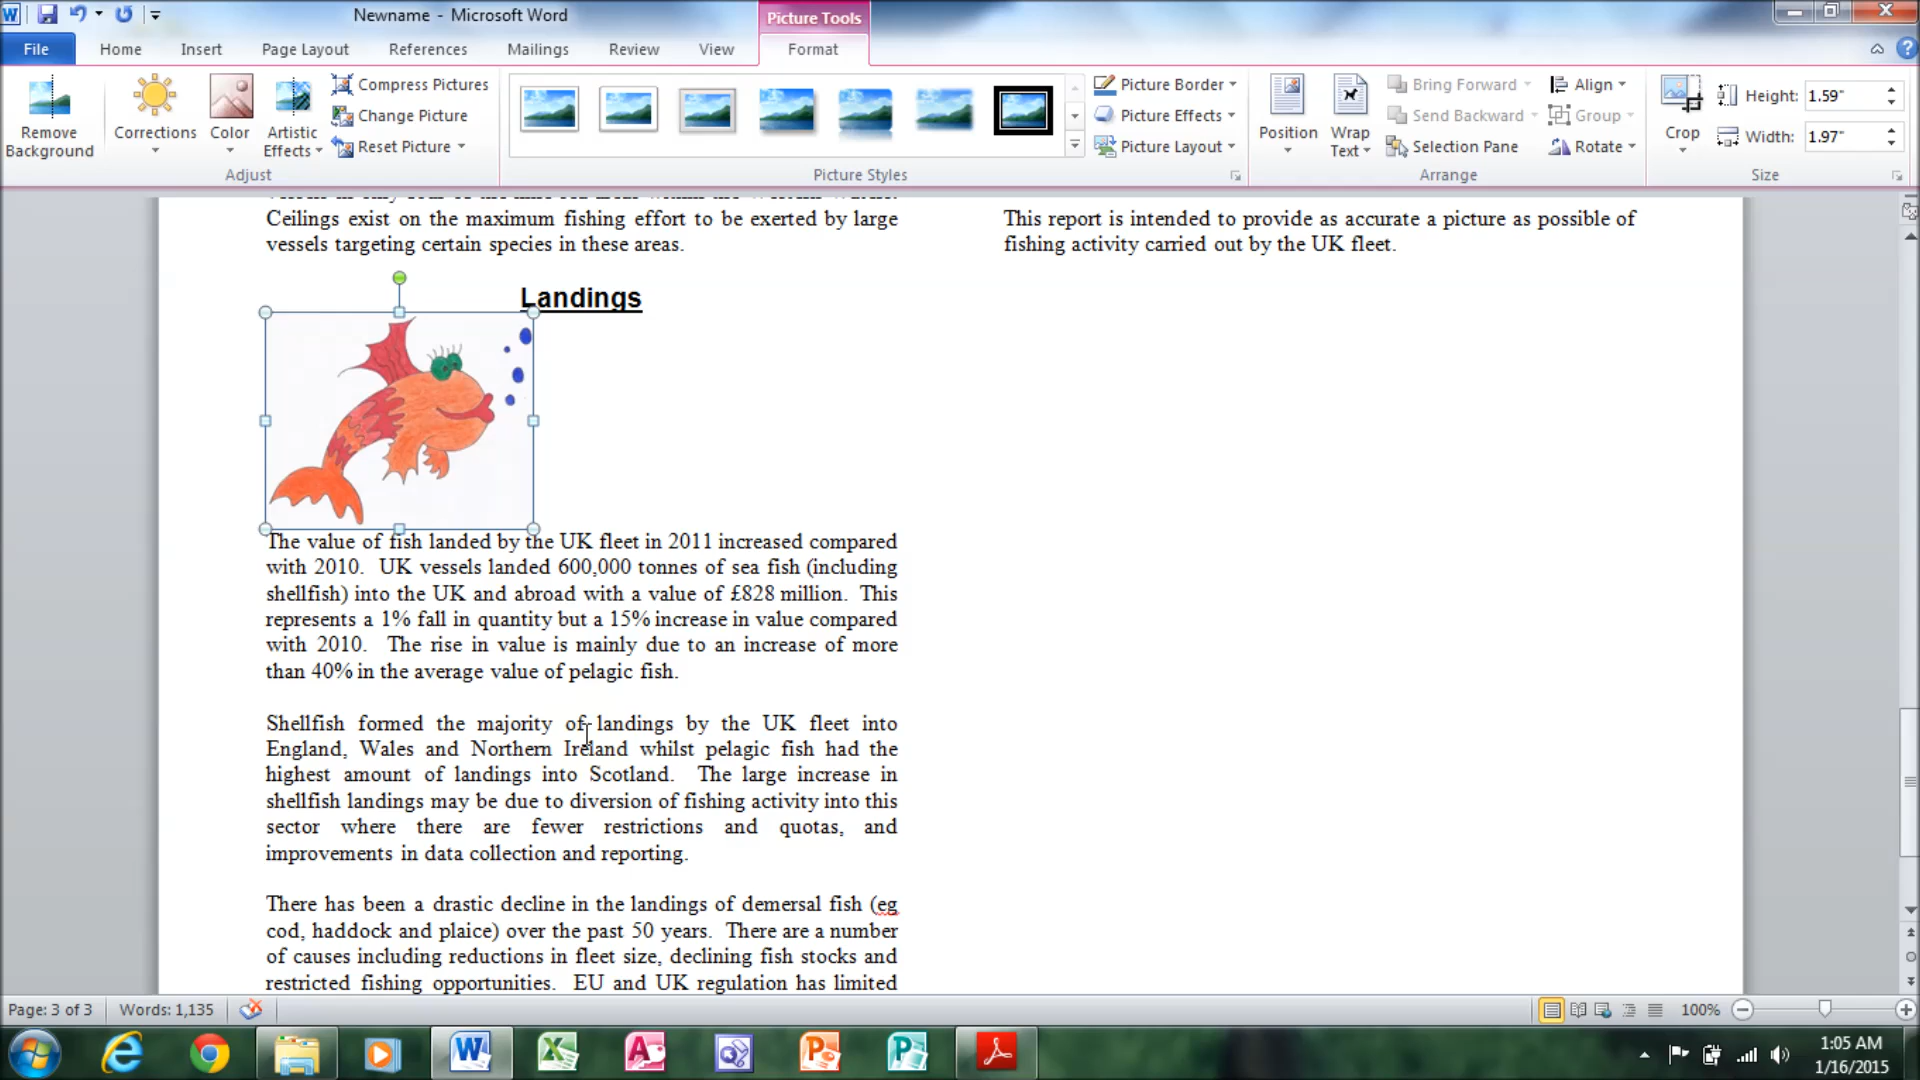 Newname - Microsoft Word
Picture Tools
File
Home
Insert
Page Layout
References
Mailings
Review
View
Format
Remove Background
Corrections
Color
Artistic Effects
Compress Pictures
Change Picture
Reset Picture
Adjust
Picture Styles
Picture Border
Picture Effects
Picture Layout
Position
Wrap Text
Bring Forward
Send Backward
Selection Pane
Align
Group
Rotate
Arrange
Crop
Height: 1.59"
Width: 1.97"
Size
Ceilings exist on the maximum fishing effort to be exerted by large
vessels targeting certain species in these areas.
Landings
The value of fish landed by the UK fleet in 2011 increased compared
with 2010. UK vessels landed 600,000 tonnes of sea fish (including
shellfish) into the UK and abroad with a value of £828 million. This
represents a 1% fall in quantity but a 15% increase in value compared
with 2010. The rise in value is mainly due to an increase of more
than 40% in the average value of pelagic fish.
Shellfish formed the majority of landings by the UK fleet into
England, Wales and Northern Ireland whilst pelagic fish had the
highest amount of landings into Scotland. The large increase in
shellfish landings may be due to diversion of fishing activity into this
sector where there are fewer restrictions and quotas, and
improvements in data collection and reporting.
There has been a drastic decline in the landings of demersal fish (eg
cod, haddock and plaice) over the past 50 years. There are a number
of causes including reductions in fleet size, declining fish stocks and
restricted fishing opportunities. EU and UK regulation has limited
This report is intended to provide as accurate a picture as possible of
fishing activity carried out by the UK fleet.
Page: 3 of 3
Words: 1,135
100%
1:05 AM
1/16/2015